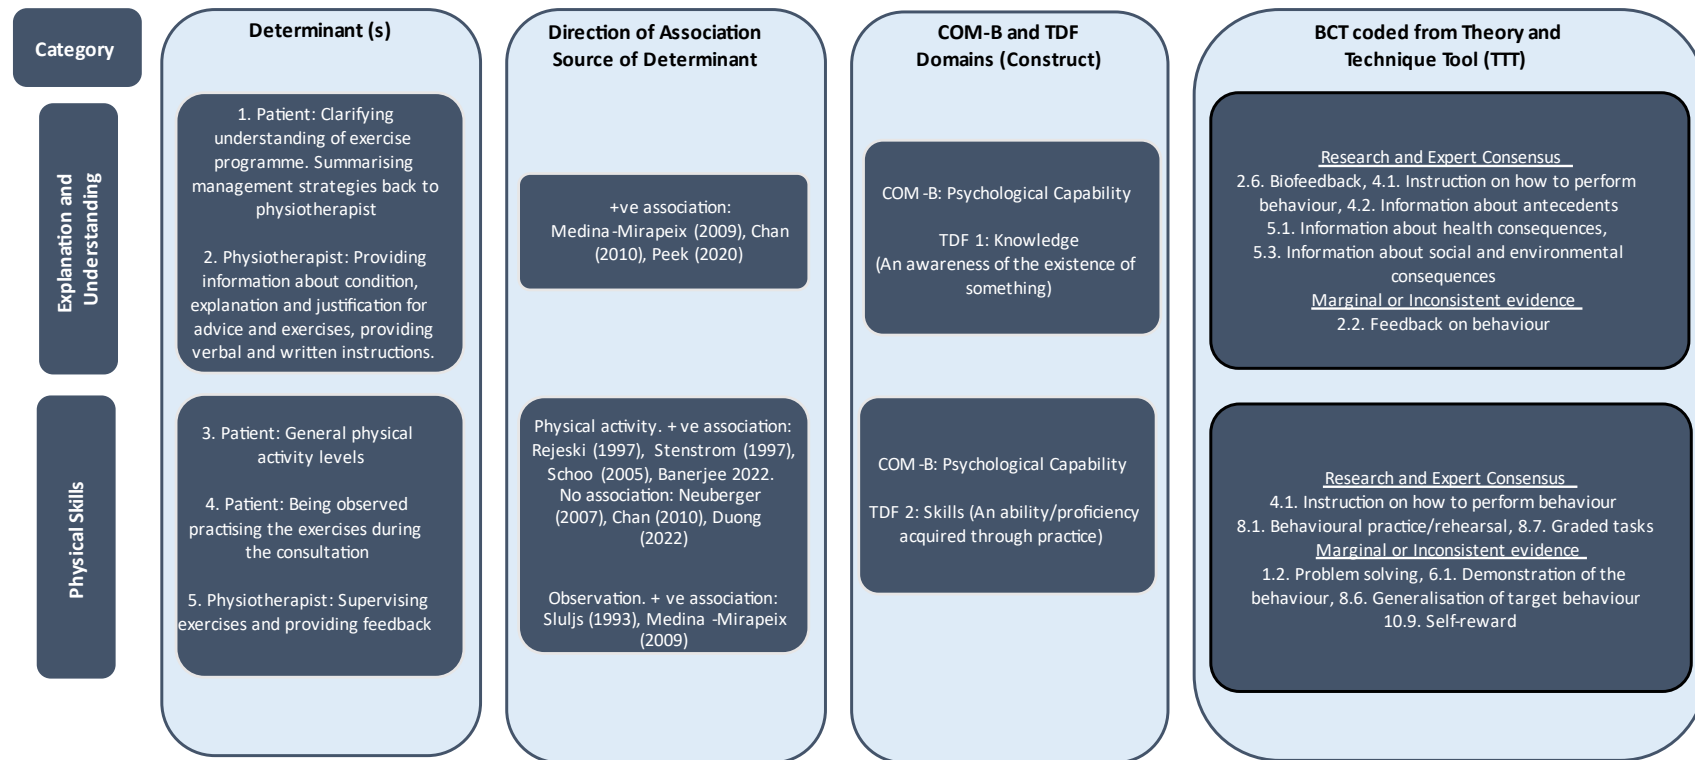 Category
Determinant (s)
Direction of Association
Source of Determinant
COM-B and TDF
Domains (Construct)
BCT coded from Theory and
Technique Tool (TTT)
Explanation and
Understanding
1. Patient: Clarifying
understanding of exercise
programme. Summarising
management strategies back to
physiotherapist
2. Physiotherapist: Providing
information about condition,
explanation and justification for
advice and exercises, providing
verbal and written instructions.
+ve association:
Medina-Mirapeix (2009), Chan
(2010), Peek (2020)
COM-B: Psychological Capability
TDF 1: Knowledge
(An awareness of the existence of
something)
Research and Expert Consensus
2.6. Biofeedback, 4.1. Instruction on how to perform
behaviour, 4.2. Information about antecedents
5.1. Information about health consequences,
5.3. Information about social and environmental
consequences
Marginal or Inconsistent evidence
2.2. Feedback on behaviour
Physical Skills
3. Patient: General physical
activity levels
4. Patient: Being observed
practising the exercises during
the consultation
5. Physiotherapist: Supervising
exercises and providing feedback
Physical activity. + ve association:
Rejeski (1997), Stenstrom (1997),
Schoo (2005), Banerjee 2022.
No association: Neuberger
(2007), Chan (2010), Duong
(2022)
Observation. + ve association:
Sluljs (1993), Medina -Mirapeix
(2009)
COM-B: Psychological Capability
TDF 2: Skills (An ability/proficiency
acquired through practice)
Research and Expert Consensus
4.1. Instruction on how to perform behaviour
8.1. Behavioural practice/rehearsal, 8.7. Graded tasks
Marginal or Inconsistent evidence
1.2. Problem solving, 6.1. Demonstration of the
behaviour, 8.6. Generalisation of target behaviour
10.9. Self-reward